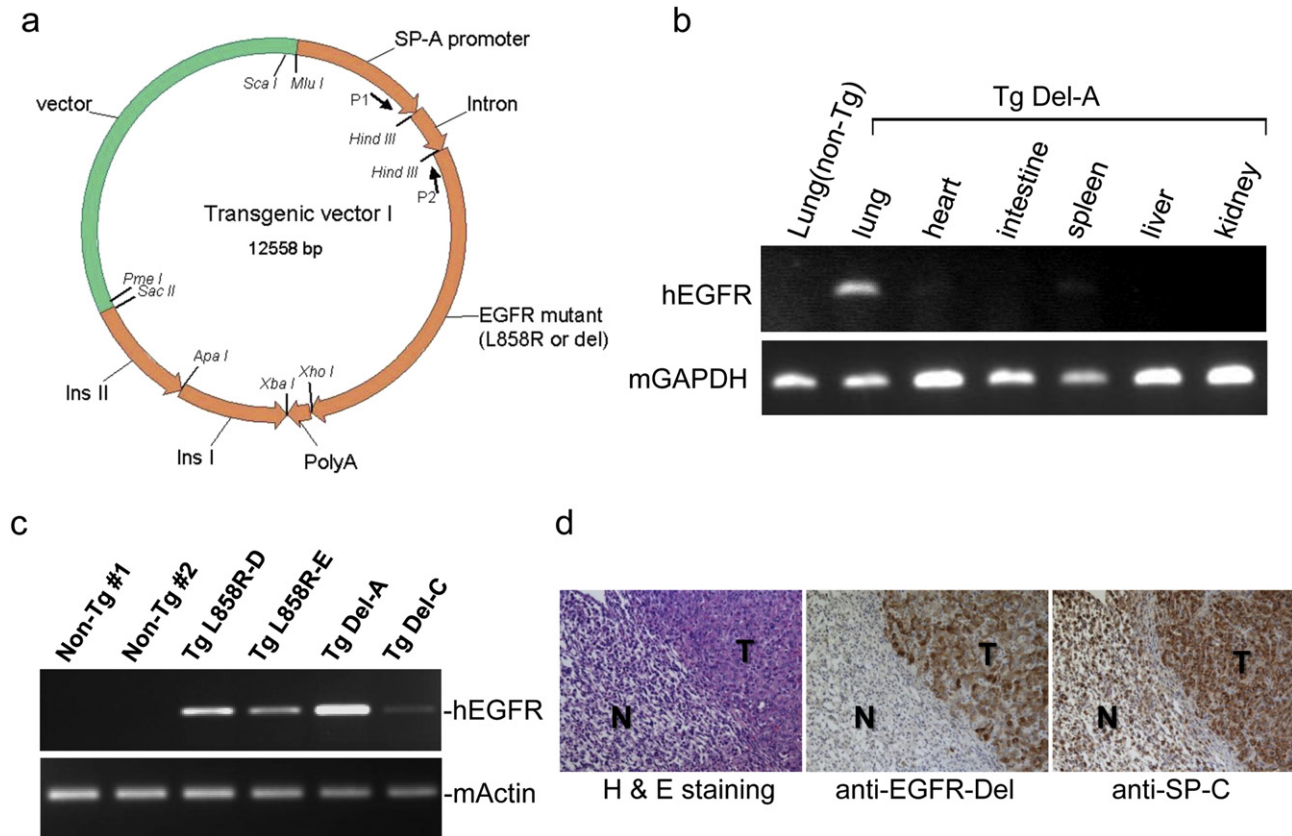 a
SP-A promoter
Sca I
Mlu I
P1
Intron
vector
Hind III
Hind III
P2
Transgenic vector I
12558 bp
Pme I
Sac II
EGFR mutant
(L858R or del)
Apa I
Xba I
Xho I
Ins II
Ins I
PolyA
b
Tg Del-A
Lung(non-Tg)
lung
heart
intestine
spleen
liver
kidney
hEGFR
mGAPDH
c
Non-Tg #1
Non-Tg #2
Tg L858R-D
Tg L858R-E
Tg Del-A
Tg Del-C
-hEGFR
-mActin
d
T
N
T
N
T
N
H & E staining
anti-EGFR-Del
anti-SP-C